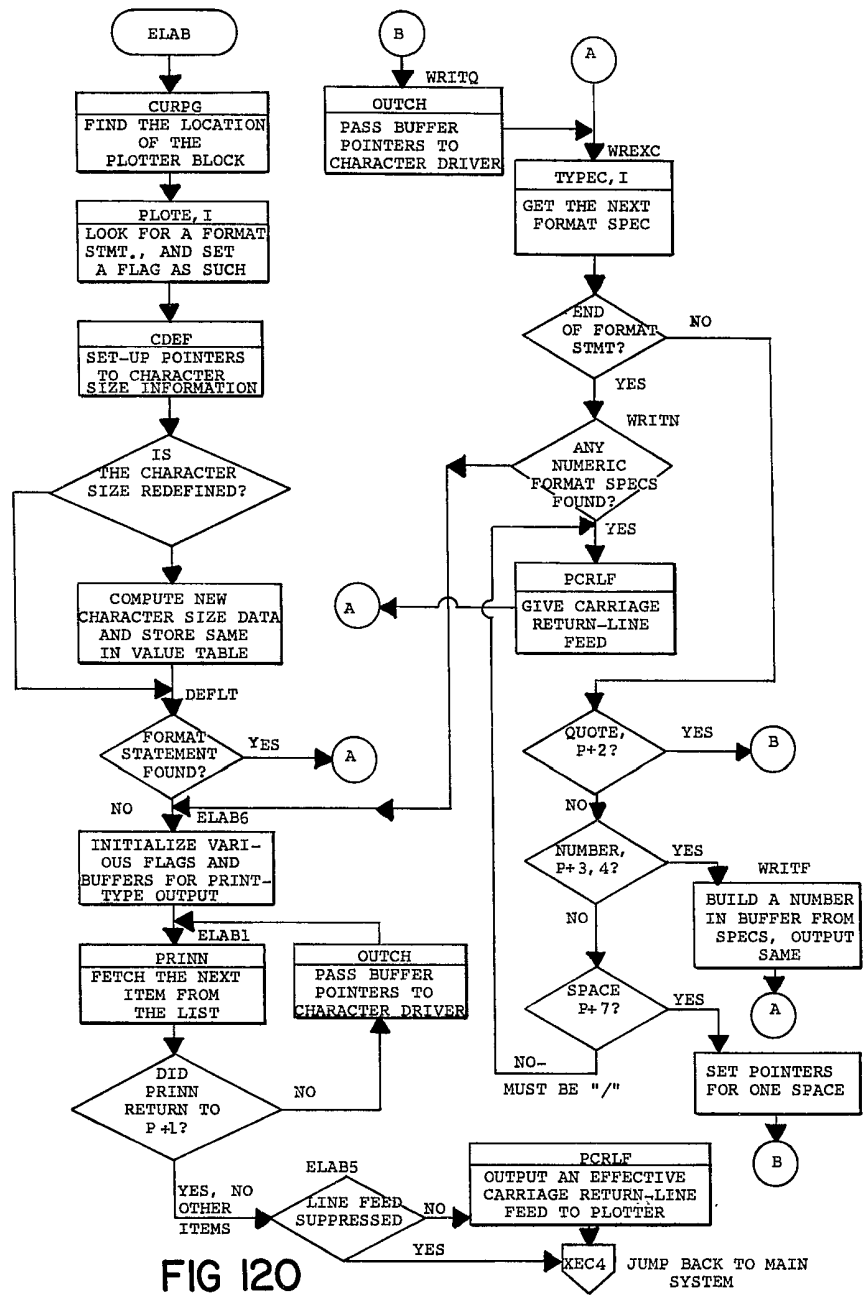 ELAB
CURPG
FIND THE LOCATION
OF THE
PLOTTER BLOCK
PLOTE,I
LOOK FOR A FORMAT
STMT., AND SET
A FLAG AS SUCH
CDEF
SET-UP POINTERS
TO CHARACTER
SIZE INFORMATION
IS
THE CHARACTER
SIZE REDEFINED?
COMPUTE NEW
CHARACTER SIZE DATA
AND STORE SAME
IN VALUE TABLE
DEFLT
FORMAT
STATEMENT
FOUND?
YES
A
NO
ELAB6
INITIALIZE VARI-
OUS FLAGS AND
BUFFERS FOR PRINT-
TYPE OUTPUT
ELAB1
PRINN
FETCH THE NEXT
ITEM FROM
THE LIST
OUTCH
PASS BUFFER
POINTERS TO
CHARACTER DRIVER
DID
PRINN
RETURN TO
P+1?
NO
YES, NO
OTHER
ITEMS
ELAB5
LINE FEED
SUPPRESSED
NO
YES
PCRLF
OUTPUT AN EFFECTIVE
CARRIAGE RETURN-LINE
FEED TO PLOTTER
XEC4
JUMP BACK TO MAIN
SYSTEM
B
WRITQ
OUTCH
PASS BUFFER
POINTERS TO
CHARACTER DRIVER
A
WREXC
TYPEC,I
GET THE NEXT
FORMAT SPEC
END
OF FORMAT
STMT?
NO
YES
WRITN
ANY
NUMERIC
FORMAT SPECS
FOUND?
YES
PCRLF
GIVE CARRIAGE
RETURN-LINE
FEED
A
QUOTE,
P+2?
YES
B
NO
NUMBER,
P+3,4?
YES
WRITF
BUILD A NUMBER
IN BUFFER FROM
SPECS, OUTPUT
SAME
A
NO
SPACE
P+7?
YES
SET POINTERS
FOR ONE SPACE
B
NO-
MUST BE "/"
FIG 120